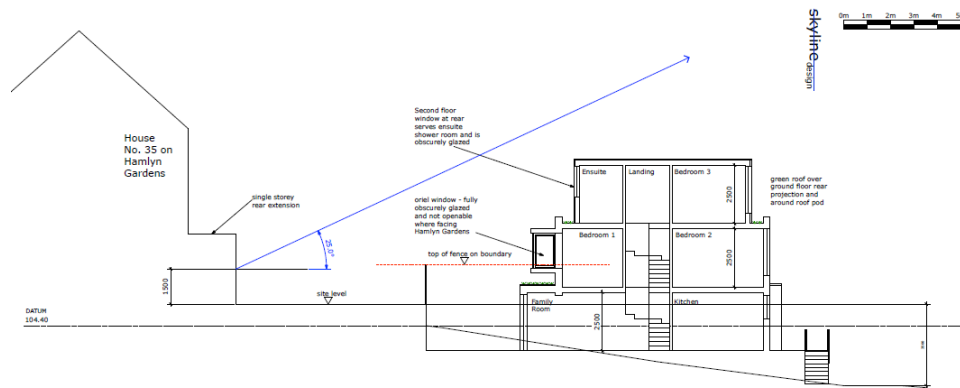 skyline
design
0m 1m 2m 3m 4m 5
House
No. 35 on
Hamlyn
Gardens
single storey
rear extension
Second floor
window at rear
serves ensuite
shower room and is
obscurely glazed
oriel window - fully
obscurely glazed
and not openable
where facing
Hamlyn Gardens
top of fence on boundary
25.0°
1500
site level
DATUM
104.40
Ensuite
Landing
Bedroom 3
2500
green roof over
ground floor rear
projection and
around roof pod
Bedroom 1
Bedroom 2
2500
Family
Room
2500
Kitchen